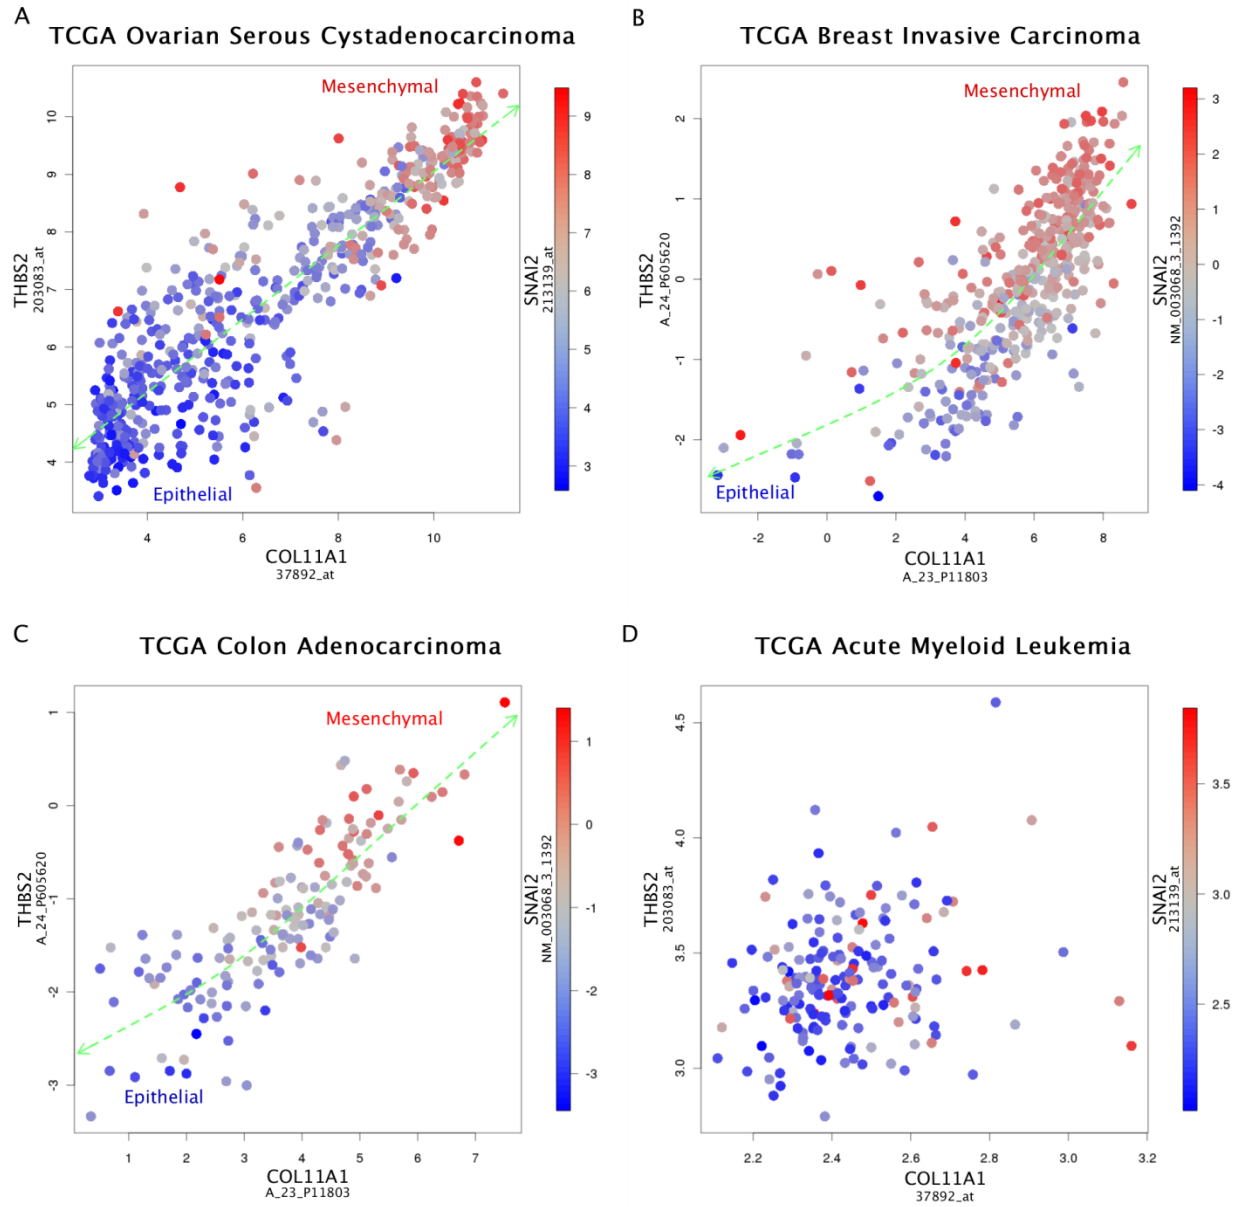 A
TCGA Ovarian Serous Cystadenocarcinoma
Mesenchymal
Epithelial
10
9
8
7
6
5
4
THBS2
203083_at
4
6
8
10
COL11A1
37892_at
9
8
7
6
5
4
3
SNAI2
213139_at
B
TCGA Breast Invasive Carcinoma
Mesenchymal
Epithelial
2
1
0
-1
-2
THBS2
A_24_P605620
-2
0
2
4
6
8
COL11A1
A_23_P11803
3
2
1
0
-1
-2
-3
-4
SNAI2
NM_003068_3_1392
C
TCGA Colon Adenocarcinoma
Mesenchymal
Epithelial
1
0
-1
-2
-3
THBS2
A_24_P605620
1
2
3
4
5
6
7
COL11A1
A_23_P11803
1
0
-1
-2
-3
SNAI2
NM_003068_3_1392
D
TCGA Acute Myeloid Leukemia
4.5
4.0
3.5
3.0
THBS2
203083_at
2.2
2.4
2.6
2.8
3.0
3.2
COL11A1
37892_at
3.5
3.0
2.5
SNAI2
213139_at